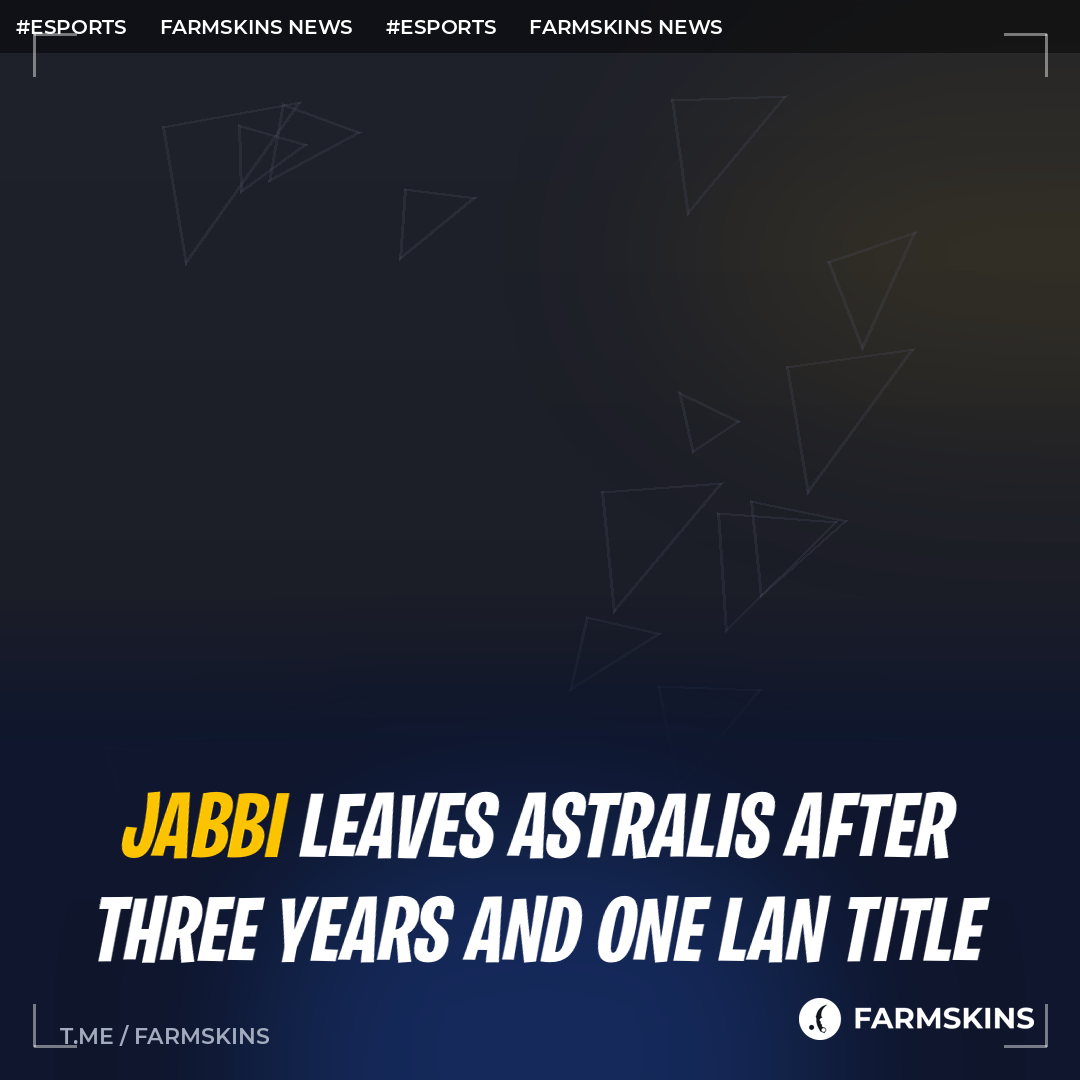 #ESPORTS FARMSKINS NEWS #ESPORTS FARMSKINS NEWS
JABBI LEAVES ASTRALIS AFTER
THREE YEARS AND ONE LAN TITLE
T.ME / FARMSKINS
FARMSKINS